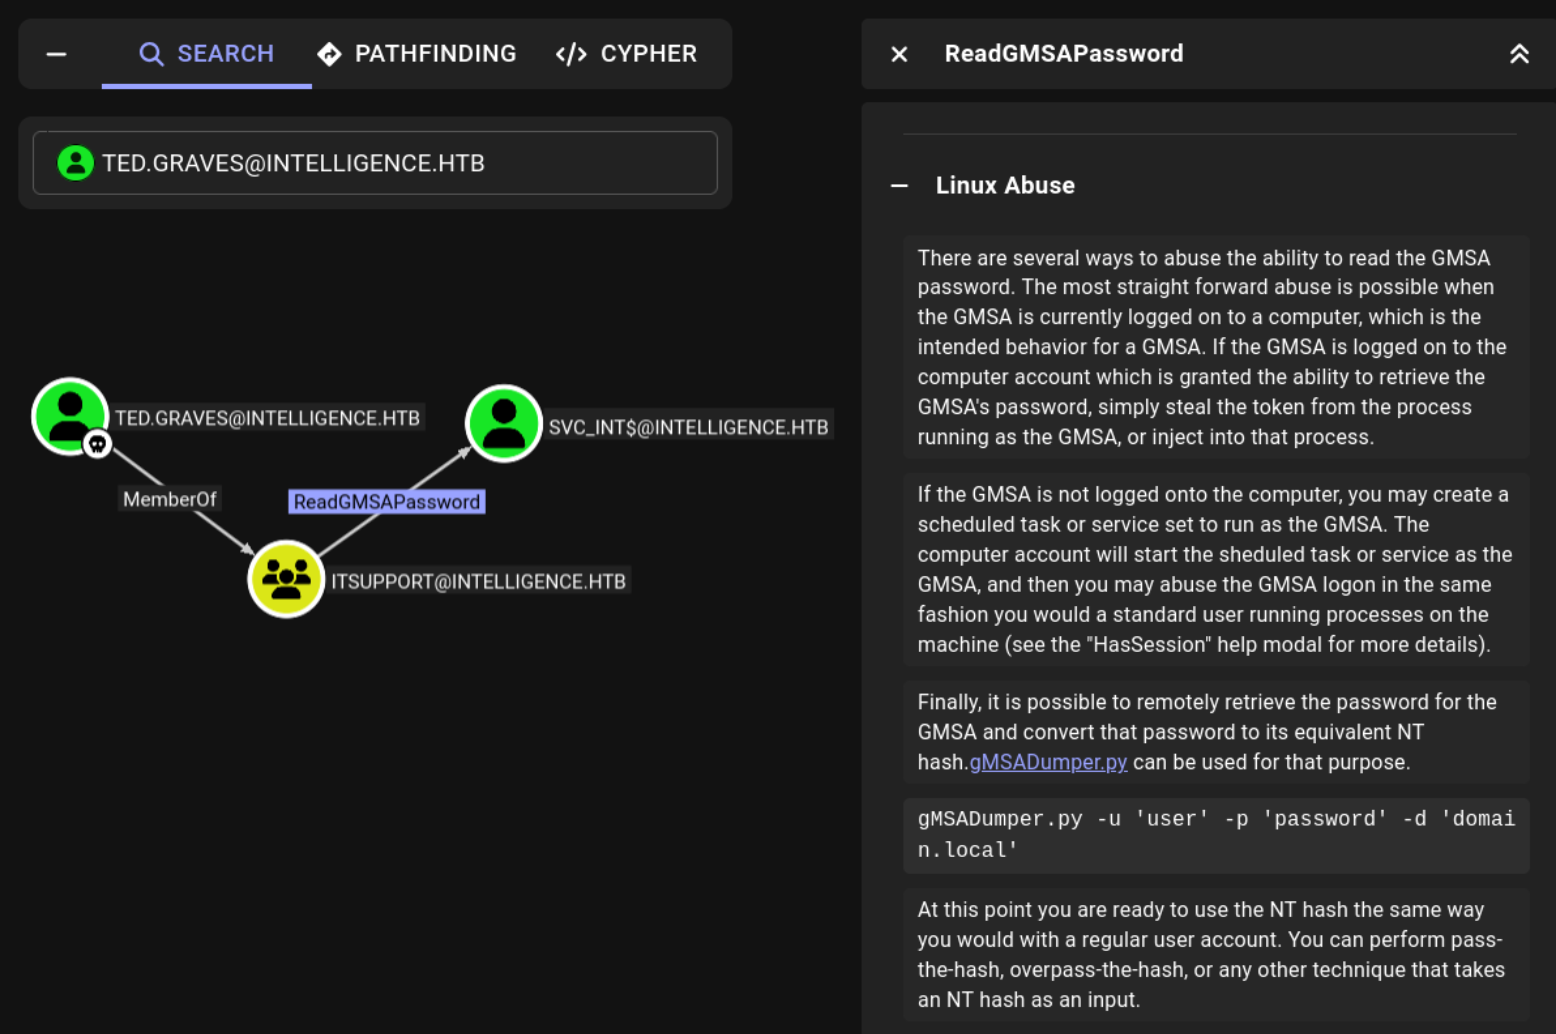 SEARCH
PATHFINDING
</> CYPHER
TED.GRAVES@INTELLIGENCE.HTB
TED.GRAVES@INTELLIGENCE.HTB
SVC_INT$@INTELLIGENCE.HTB
MemberOf
ReadGMSAPassword
ITSUPPORT@INTELLIGENCE.HTB
ReadGMSAPassword
Linux Abuse
There are several ways to abuse the ability to read the GMSA
password. The most straight forward abuse is possible when
the GMSA is currently logged on to a computer, which is the
intended behavior for a GMSA. If the GMSA is logged on to the
computer account which is granted the ability to retrieve the
GMSA's password, simply steal the token from the process
running as the GMSA, or inject into that process.
If the GMSA is not logged onto the computer, you may create a
scheduled task or service set to run as the GMSA. The
computer account will start the sheduled task or service as the
GMSA, and then you may abuse the GMSA logon in the same
fashion you would a standard user running processes on the
machine (see the "HasSession" help modal for more details).
Finally, it is possible to remotely retrieve the password for the
GMSA and convert that password to its equivalent NT
hash.gMSADumper.py can be used for that purpose.
gMSADumper.py -u 'user' -p 'password' -d 'domai
n.local'
At this point you are ready to use the NT hash the same way
you would with a regular user account. You can perform pass-
the-hash, overpass-the-hash, or any other technique that takes
an NT hash as an input.